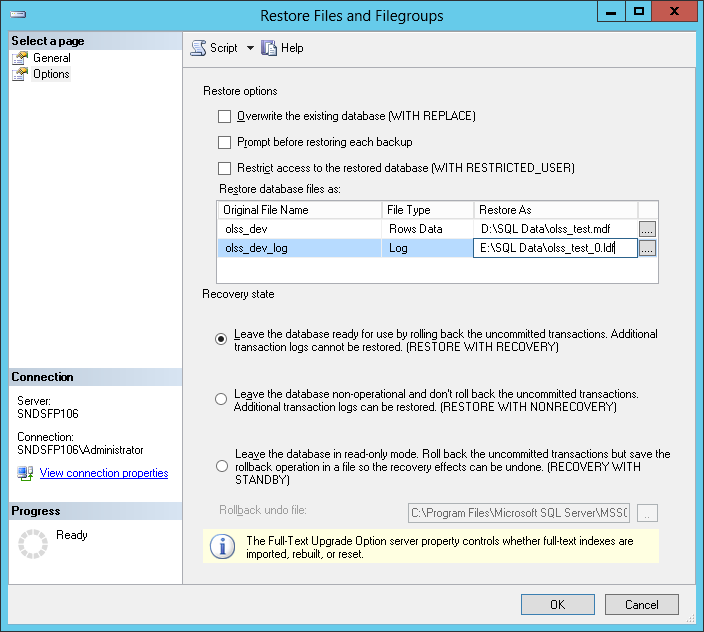 Restore Files and Filegroups
Select a page
General
Options
Script
Help
Restore options
Overwrite the existing database (WITH REPLACE)
Prompt before restoring each backup
Restrict access to the restored database (WITH RESTRICTED_USER)
Restore database files as:
Original File Name File Type Restore As
olss_dev Rows Data D:\SQL Data\olss_test.mdf ....
olss_dev_log Log E:\SQL Data\olss_test_0.ldf ....
Recovery state
Leave the database ready for use by rolling back the uncommitted transactions. Additional
transaction logs cannot be restored. (RESTORE WITH RECOVERY)
Leave the database non-operational and don't roll back the uncommitted transactions.
Additional transaction logs can be restored. (RESTORE WITH NONRECOVERY)
Leave the database in read-only mode. Roll back the uncommitted transactions but save the
rollback operation in a file so the recovery effects can be undone. (RECOVERY WITH
STANDBY)
Rollback undo file: C:\Program Files\Microsoft SQL Server\MSSQ ...
The Full-Text Upgrade Option server property controls whether full-text indexes are
imported, rebuilt, or reset.
Connection
Server:
SNDSFP106
Connection:
SNDSFP106\Administrator
View connection properties
Progress
Ready
OK
Cancel